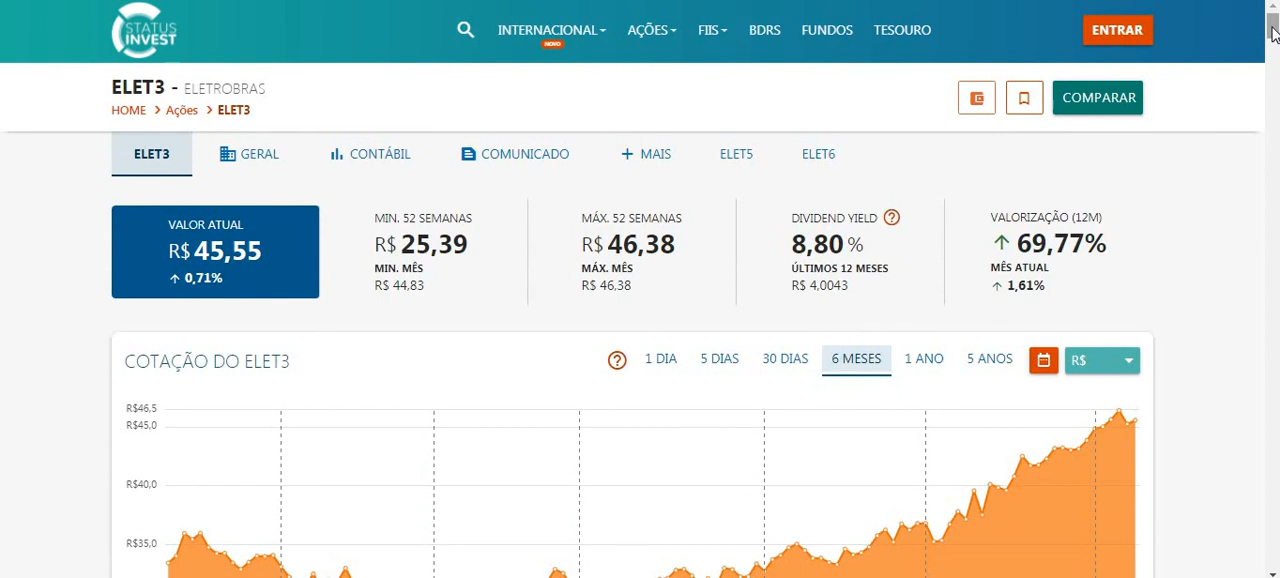 STATUS
INVEST
INTERNACIONAL
NOVO
AÇÕES
FIIS
BDRS
FUNDOS
TESOURO
ENTRAR
ELET3 - ELETROBRAS
HOME > Ações > ELET3
COMPARAR
ELET3
GERAL
CONTÁBIL
COMUNICADO
+ MAIS
ELET5
ELET6
VALOR ATUAL
R$ 45,55
↑ 0,71%
MIN. 52 SEMANAS
R$ 25,39
MIN. MÊS
R$ 44,83
MÁX. 52 SEMANAS
R$ 46,38
MÁX. MÊS
R$ 46,38
DIVIDEND YIELD ?
8,80 %
ÚLTIMOS 12 MESES
R$ 4,0043
VALORIZAÇÃO (12M)
↑ 69,77%
MÊS ATUAL
↑ 1,61%
COTAÇÃO DO ELET3
?
1 DIA
5 DIAS
30 DIAS
6 MESES
1 ANO
5 ANOS
R$
R$46,5
R$45.0
R$40.0
R$35.0